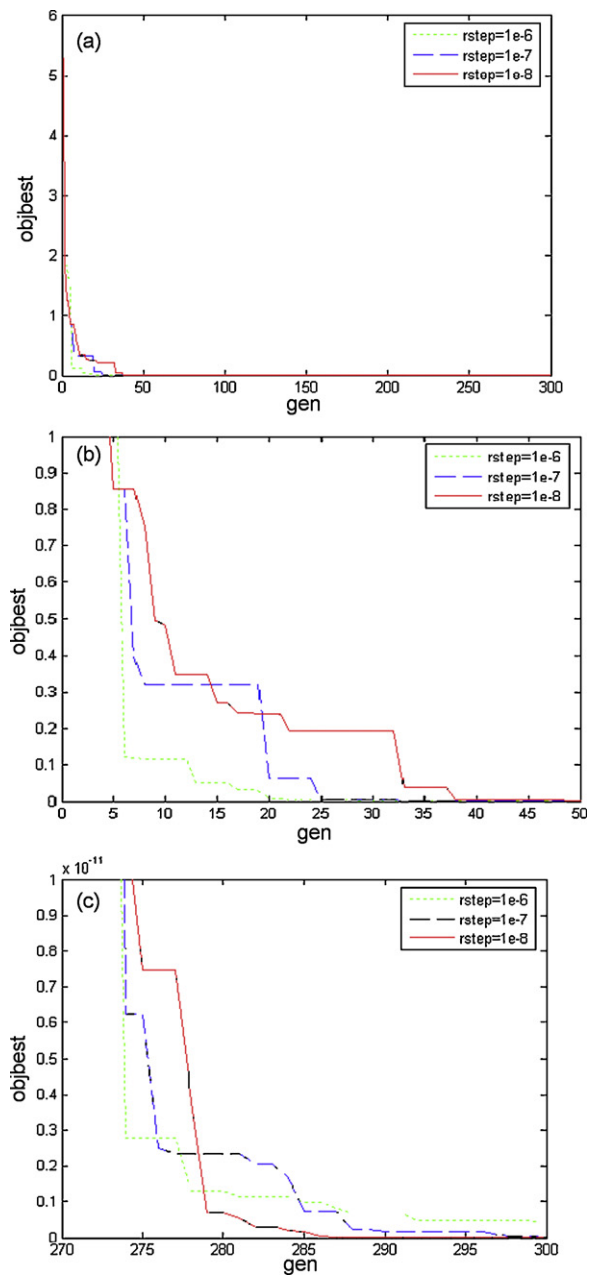 (a)
rstep=1e-6
rstep=1e-7
rstep=1e-8
6
5
4
3
2
1
0
objbest
0 50 100 150 200 250 300
gen
(b)
rstep=1e-6
rstep=1e-7
rstep=1e-8
1
0.9
0.8
0.7
0.6
0.5
0.4
0.3
0.2
0.1
0
objbest
0 5 10 15 20 25 30 35 40 45 50
gen
x 10^-11
(c)
rstep=1e-6
rstep=1e-7
rstep=1e-8
1
0.9
0.8
0.7
0.6
0.5
0.4
0.3
0.2
0.1
0
objbest
270 275 280 285 290 295 300
gen